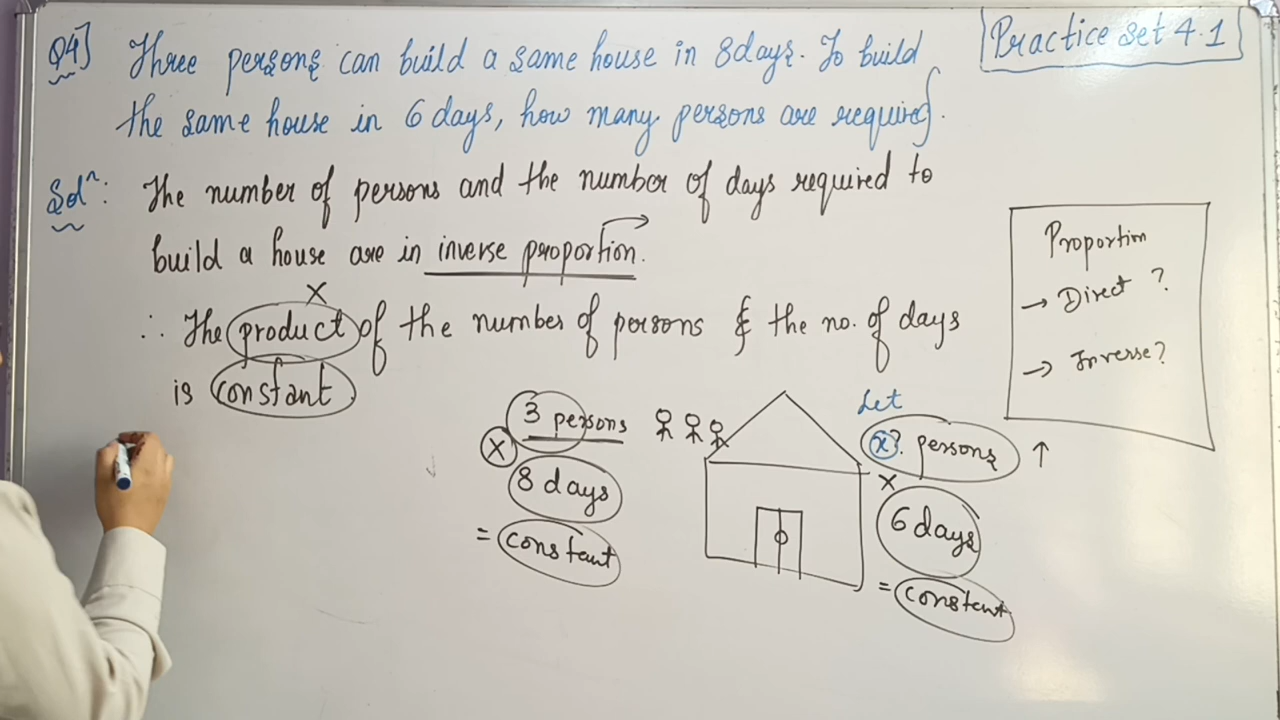 Practice Set 4.1
Q4] Three persons can build a same house in 8days. To build
the same house in 6 days, how many persons are required.
Solⁿ: The number of persons and the number of days required to
build a house are in inverse proportion.
X
∴ The product of the number of persons & the no. of days
is constant
3 persons
X
8 days
= constant
Let
x? persons ↑
x
6 days
= constant
Proportion
→ Direct ?
→ Inverse?